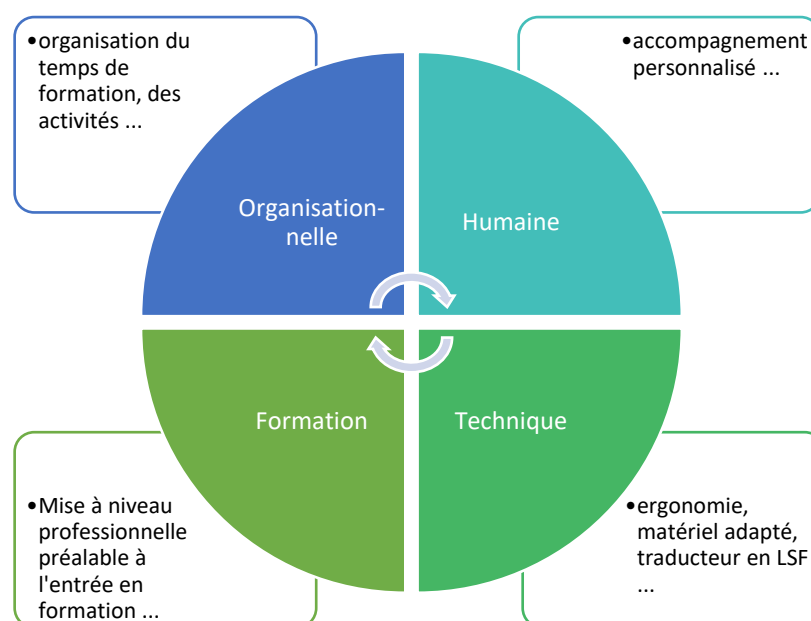 •organisation du
temps de
formation, des
activités ...
•accompagnement
personnalisé ...
Organisation-
nelle
Humaine
Formation
Technique
•Mise à niveau
professionnelle
préalable à
l'entrée en
formation ...
•ergonomie,
matériel adapté,
traducteur en LSF
...